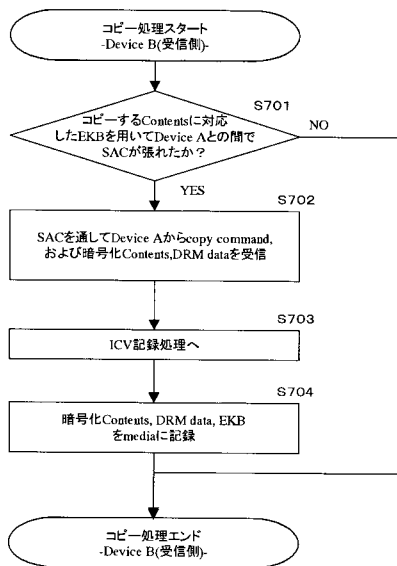 コピー処理スタート
-Device B(受信側)-
S701
コピーするContentsに対応
したEKBを用いてDevice Aとの間で
SACが張れたか？
NO
YES
S702
SACを通してDevice Aからcopy command,
および暗号化Contents,DRM dataを受信
S703
ICV記録処理へ
S704
暗号化Contents, DRM data, EKB
をmediaに記録
コピー処理エンド
-Device B(受信側)-